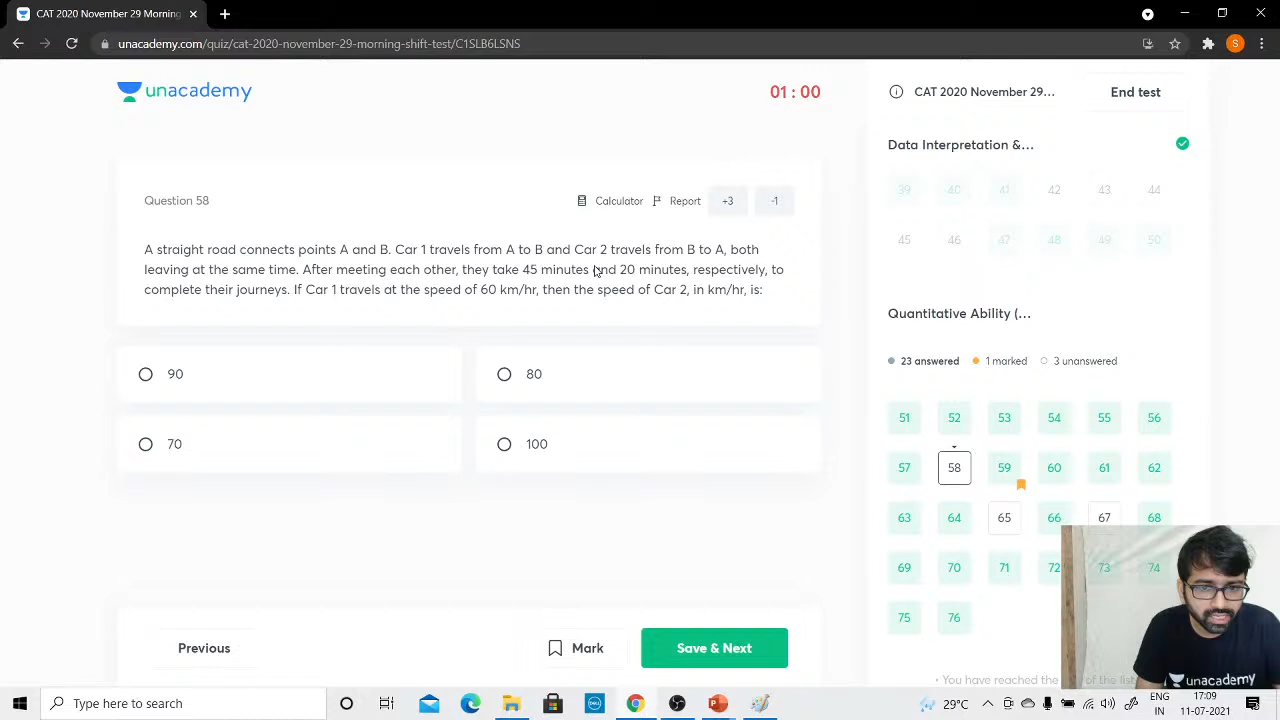 CAT 2020 November 29 Morning
unacademy.com/quiz/cat-2020-november-29-morning-shift-test/C1SLB6LSNS
S
unacademy
01 : 00
CAT 2020 November 29...
End test
Data Interpretation &...
39 40 41 42 43 44
45 46 47 48 49 50
Question 58
Calculator
Report
+3
-1
A straight road connects points A and B. Car 1 travels from A to B and Car 2 travels from B to A, both
leaving at the same time. After meeting each other, they take 45 minutes and 20 minutes, respectively, to
complete their journeys. If Car 1 travels at the speed of 60 km/hr, then the speed of Car 2, in km/hr, is:
90
80
70
100
Quantitative Ability (...
23 answered
1 marked
3 unanswered
51 52 53 54 55 56
57 58 59 60 61 62
63 64 65 66 67 68
69 70 71 72 73 74
75 76
Previous
Mark
Save & Next
• You have reached the of the list
unacademy
Type here to search
DELL
29°C
ENG
IN
17:09
11-07-2021